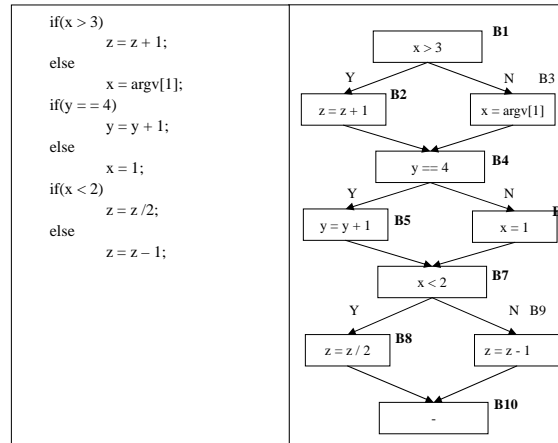 if(x > 3)
z = z + 1;
else
x = argv[1];
if(y = = 4)
y = y + 1;
else
x = 1;
if(x < 2)
z = z /2;
else
z = z – 1;
B1
x > 3
Y
N B3
B2
z = z + 1
x = argv[1]
B4
y == 4
Y
N
y = y + 1
x = 1
B5
B7
x < 2
Y
N B9
B8
z = z / 2
z = z - 1
B10
-